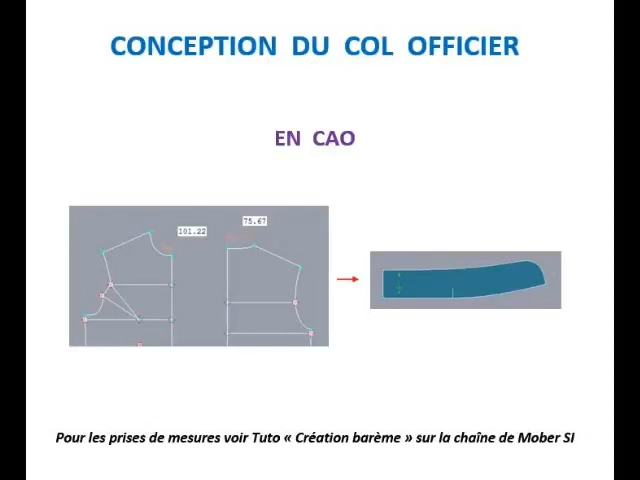 CONCEPTION DU COL OFFICIER
EN CAO
101.22
75.67
Pour les prises de mesures voir Tuto « Création barème » sur la chaîne de Mober SI